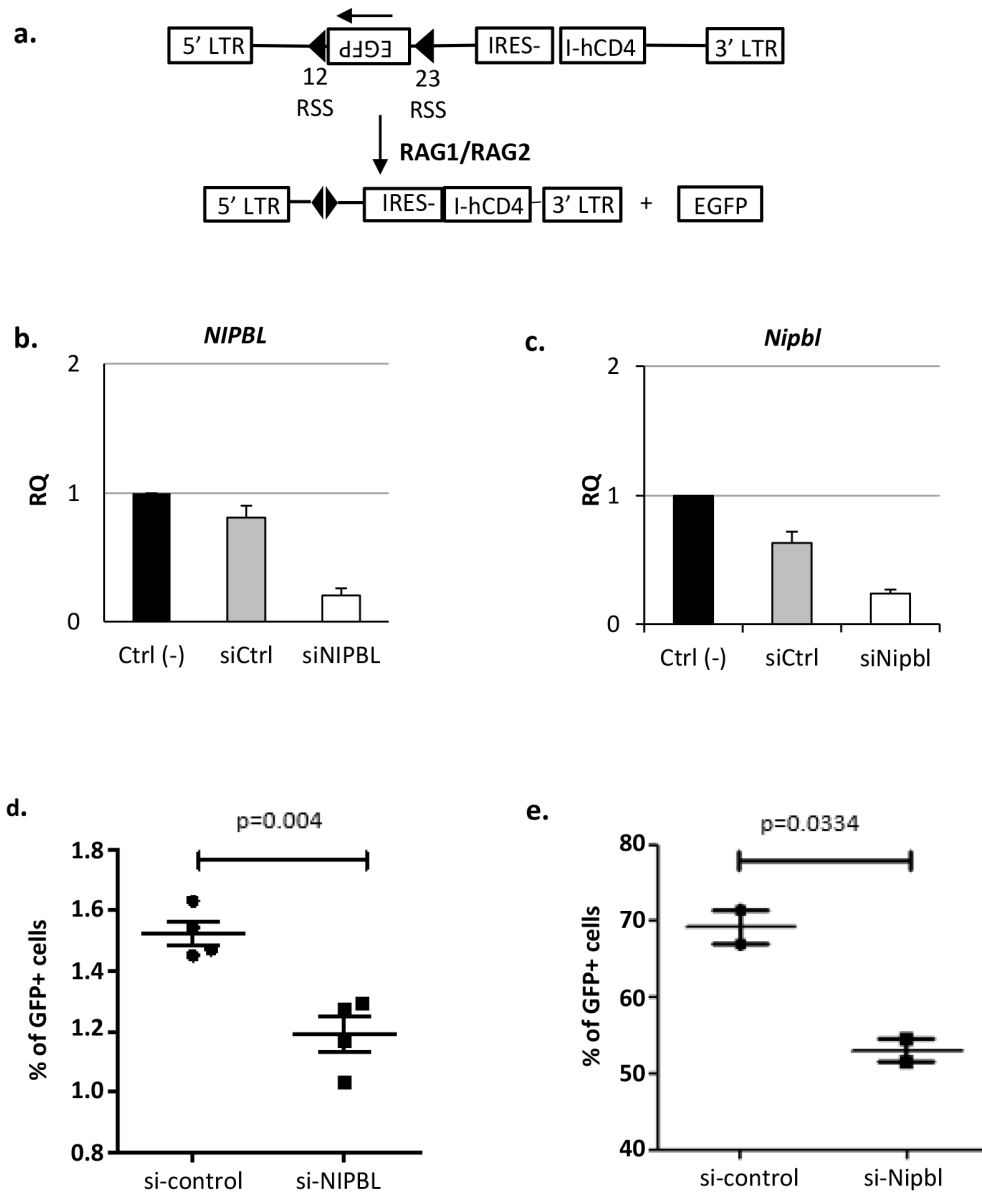 a.
5' LTR EGFP IRES- I-hCD4 3' LTR
12 23
RSS RSS
RAG1/RAG2
5' LTR IRES- I-hCD4 3' LTR + EGFP
b.
NIPBL
2
1
0
RQ
Ctrl (-) siCtrl siNIPBL
c.
Nipbl
2
1
0
RQ
Ctrl (-) siCtrl siNipbl
d.
p=0.004
1.8
1.6
1.4
1.2
1.0
0.8
% of GFP+ cells
si-control si-NIPBL
e.
p=0.0334
80
70
60
50
40
% of GFP+ cells
si-control si-Nipbl